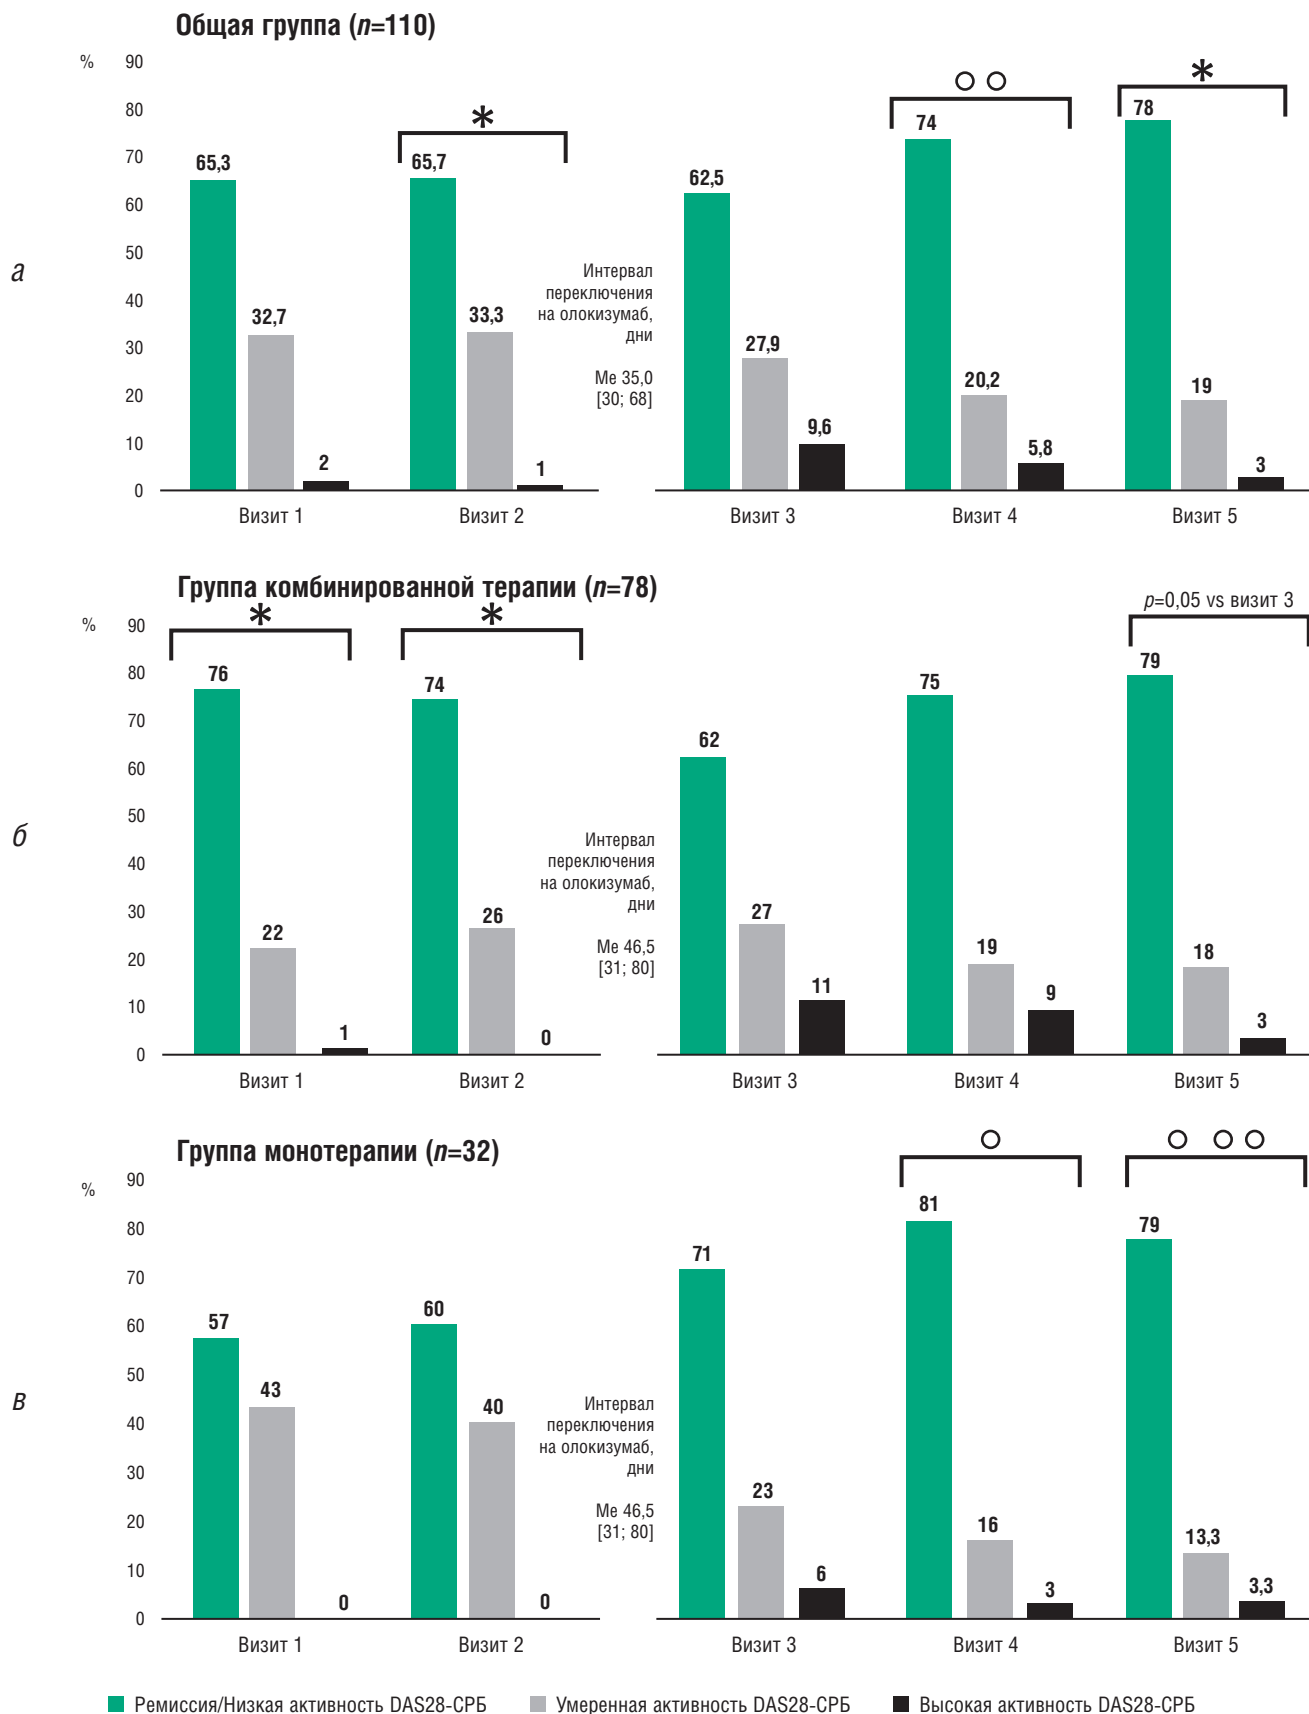 Общая группа (n=110)
%
90
80
70
60
50
40
30
20
10
0
а
65,3
32,7
2
*
65,7
33,3
1
Интервал
переключения
на олокизумаб,
дни
Me 35,0
[30; 68]
62,5
27,9
9,6
○ ○
74
20,2
5,8
*
78
19
3
Визит 1
Визит 2
Визит 3
Визит 4
Визит 5
Группа комбинированной терапии (n=78)
%
90
80
70
60
50
40
30
20
10
0
б
*
76
22
1
*
74
26
0
Интервал
переключения
на олокизумаб,
дни
Me 46,5
[31; 80]
62
27
11
75
19
9
p=0,05 vs визит 3
79
18
3
Визит 1
Визит 2
Визит 3
Визит 4
Визит 5
Группа монотерапии (n=32)
%
90
80
70
60
50
40
30
20
10
0
в
57
43
0
60
40
0
Интервал
переключения
на олокизумаб,
дни
Me 46,5
[31; 80]
71
23
6
○
81
16
3
○ ○ ○
79
13,3
3,3
Визит 1
Визит 2
Визит 3
Визит 4
Визит 5
Ремиссия/Низкая активность DAS28-СРБ
Умеренная активность DAS28-СРБ
Высокая активность DAS28-СРБ